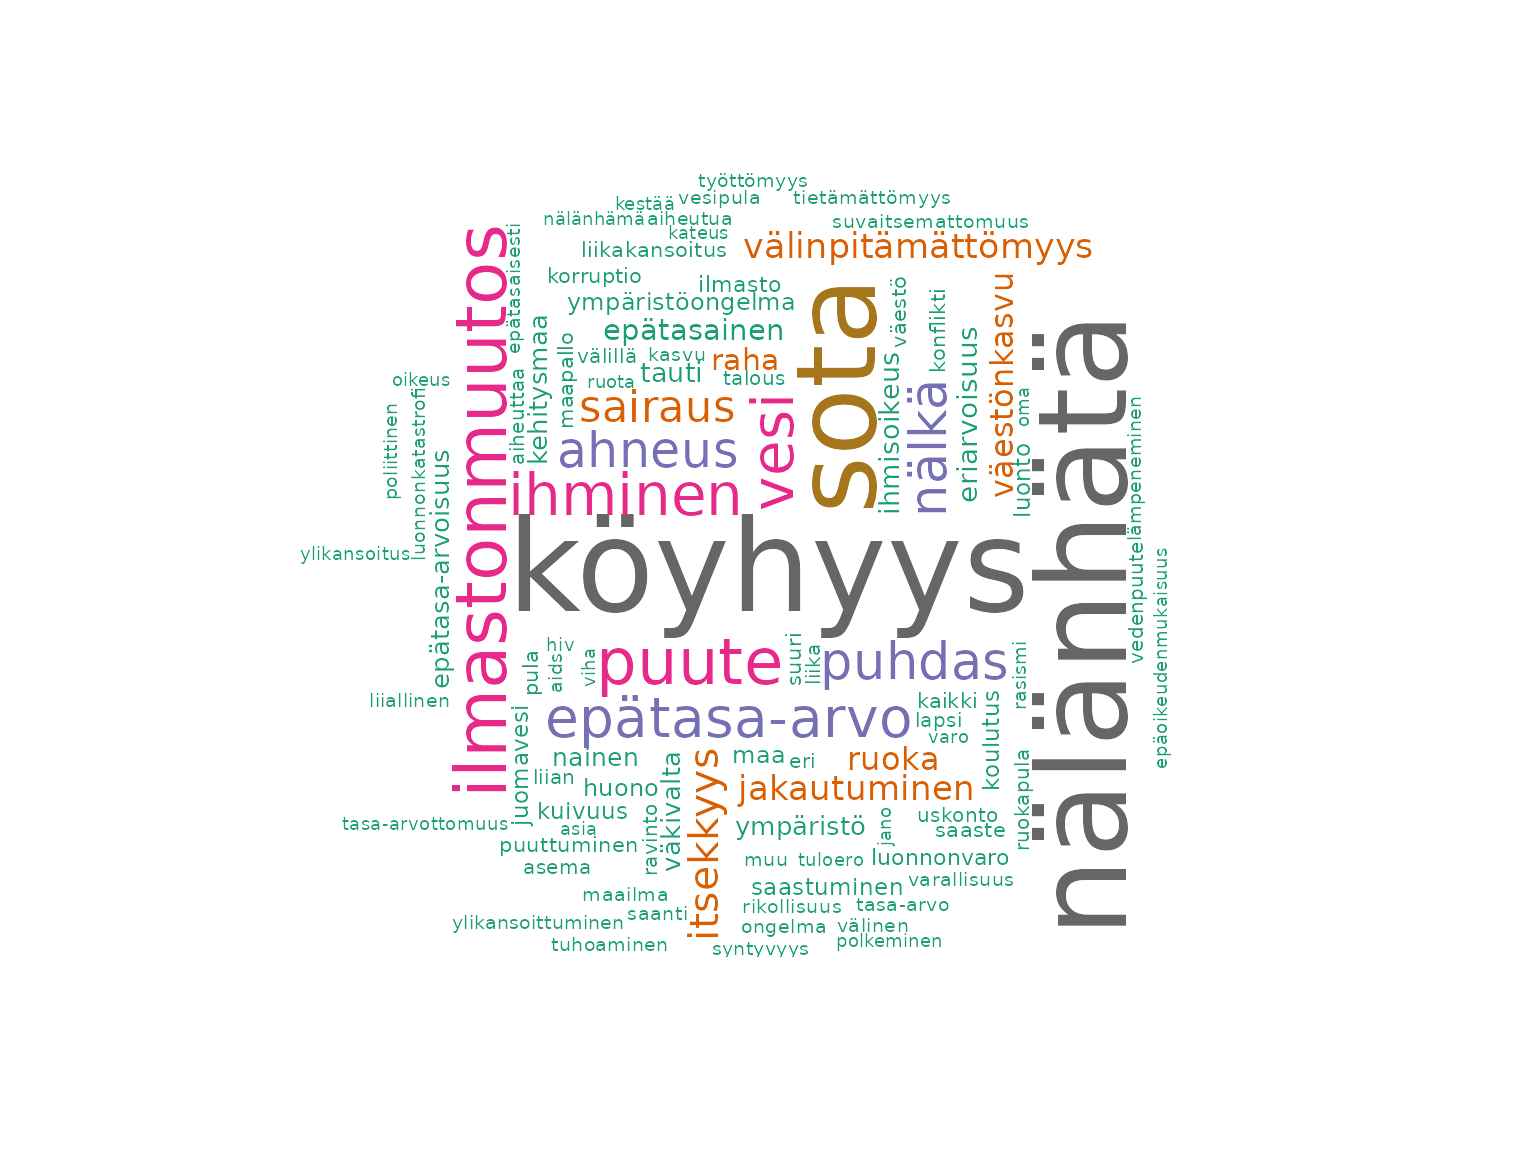 työttömyys
kestää
vesipula
tietämättömyys
nälänhämä
aiheutua
suvaitsemattomuus
kateus
liikakansoitus
välinpitämättömyys
epätasaisesti
ilmastonmuutos
korruptio
ilmasto
ympäristöongelma
epätasainen
väestö
konflikti
väestönkasvu
sota
kehitysmaa
maapallo
välillä
kasvu
raha
tauti
ruota
talous
oikeus
aiheuttaa
sairaus
vesi
ihmisoikeus
nälkä
eriarvoisuus
oma
luonto
nälänhätä
poliittinen
luonnonkatastrofi
ahneus
ihminen
lämpeneminen
epätasa-arvoisuus
ylikansoitus
köyhyys
vedenpuute
epäoikeudenmukaisuus
hiv
pula
aids
viha
puute
suuri
liika
puhdas
rasismi
liiallinen
epätasa-arvo
kaikki
lapsi
varo
koulutus
juomavesi
nainen
maa
eri
ruoka
liian
huono
väkivalta
itsekkyys
jakautuminen
ruokapula
kuivuus
tasa-arvottomuus
asia
ravinto
ympäristö
jano
uskonto
saaste
puuttuminen
asema
muu
tuloero
luonnonvaro
saastuminen
varallisuus
maailma
saanti
rikollisuus
tasa-arvo
ylikansoittuminen
ongelma
välinen
tuhoaminen
syntyvyys
polkeminen